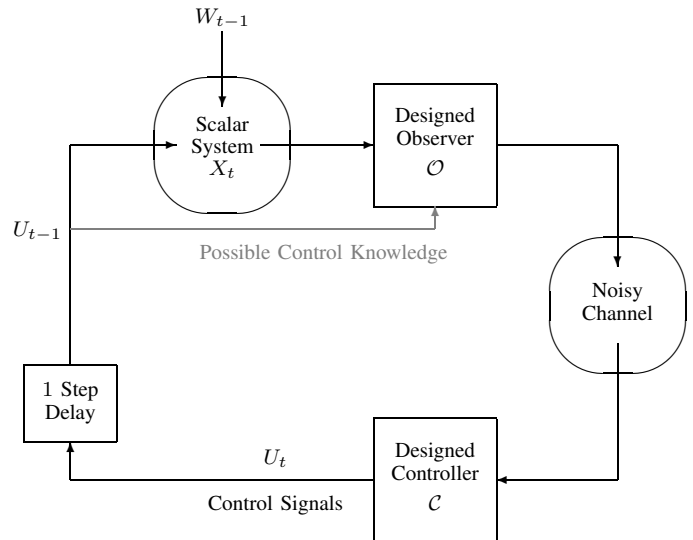 W_{t-1}
Scalar
System
X_t
Designed
Observer
𝒪
U_{t-1}
Possible Control Knowledge
Noisy
Channel
1 Step
Delay
U_t
Designed
Controller
𝒞
Control Signals